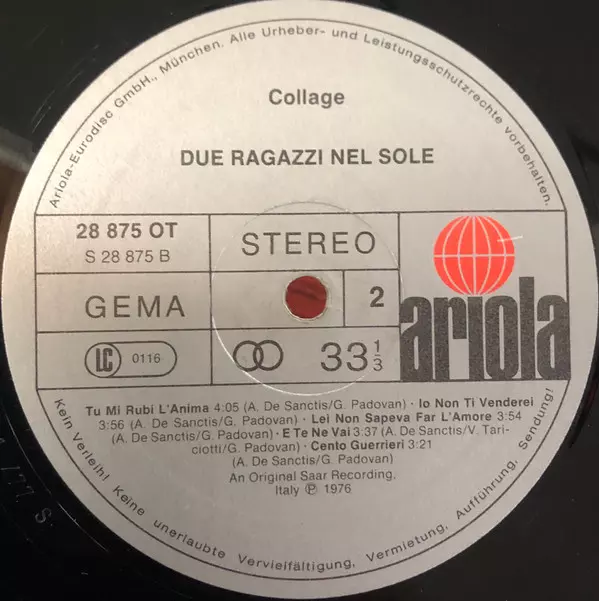 Ariola-Eurodisc GmbH., München. Alle Urheber- und Leistungsschutzrechte vorbehalten.
Collage
DUE RAGAZZI NEL SOLE
28 875 OT
S 28 875 B
STEREO
GEMA
2
LC 0116
33 1/3
ariola
Tu Mi Rubi L'Anima 4:05 (A. De Sanctis/G. Padovan) · Io Non Ti Venderei
3:56 (A. De Sanctis/G. Padovan) · Lei Non Sapeva Far L'Amore 3:54
(A. De Sanctis/G. Padovan) · E Te Ne Vai 3:37 (A. De Sanctis/V. Tari-
ciotti/G. Padovan) · Cento Guerrieri 3:21
(A. De Sanctis/G. Padovan)
An Original Saar Recording,
Italy ℗ 1976
Kein Verleih! Keine unerlaubte Vervielfältigung, Vermietung, Aufführung, Sendung!